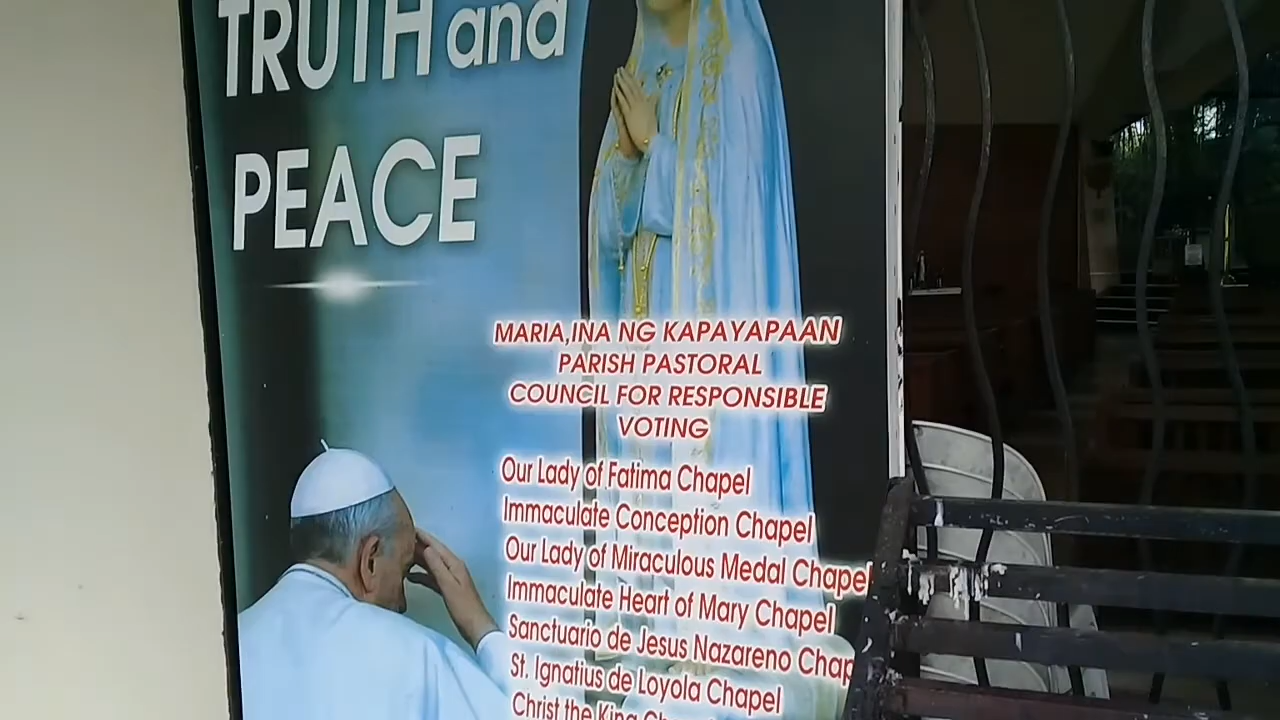 TRUTH and
PEACE
MARIA,INA NG KAPAYAPAAN
PARISH PASTORAL
COUNCIL FOR RESPONSIBLE
VOTING
Our Lady of Fatima Chapel
Immaculate Conception Chapel
Our Lady of Miraculous Medal Chapel
Immaculate Heart of Mary Chapel
Sanctuario de Jesus Nazareno Chap
St. Ignatius de Loyola Chapel
Christ the King